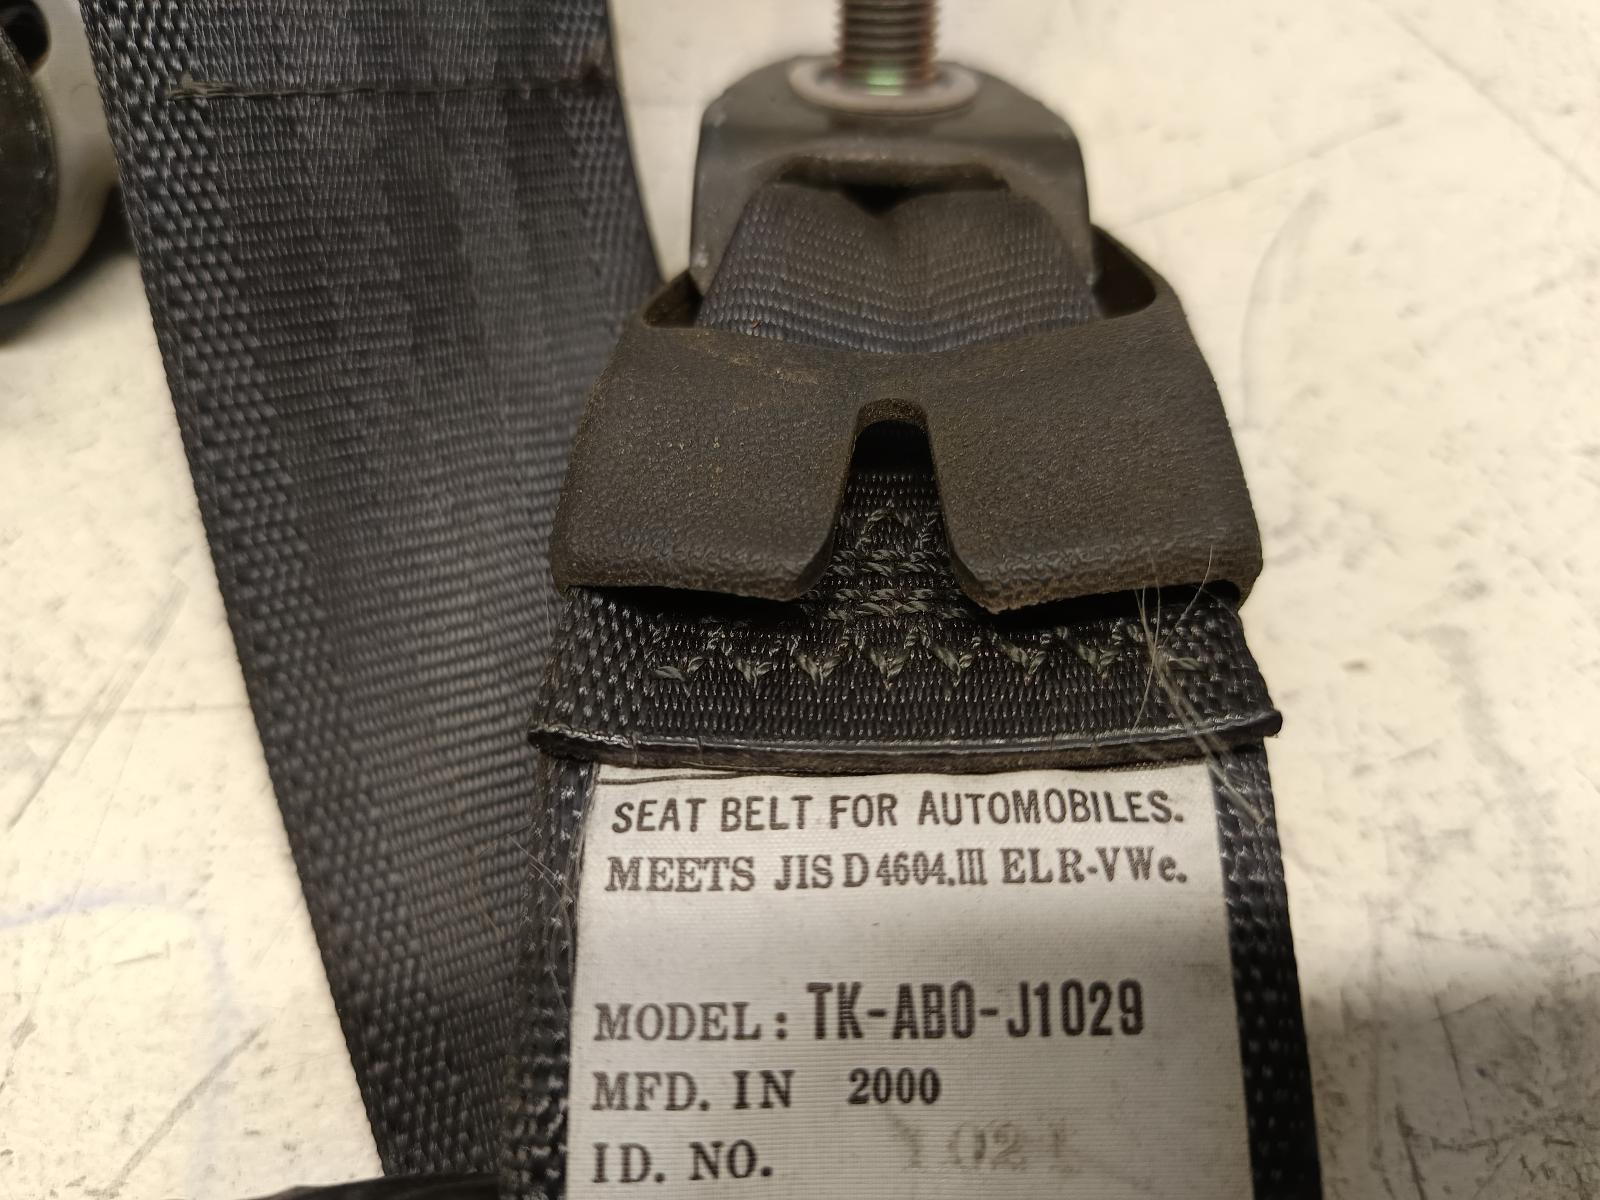 SEAT BELT FOR AUTOMOBILES.
MEETS JIS D 4604.III ELR-VWe.
MODEL: TK-AB0-J1029
MFD. IN 2000
ID. NO.